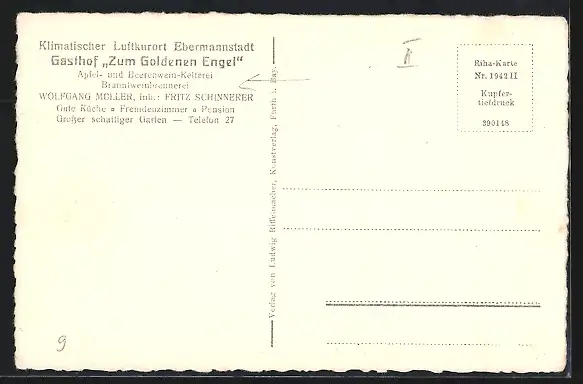 Klimatischer Luftkurort Ebermannstadt
Gasthof „Zum Goldenen Engel“
Apfel- und Beerenwein-Kelterei
Branntweinbrennerei
WOLFGANG MÜLLER, Inh.: FRITZ SCHINNERER
Gute Küche • Fremdenzimmer • Pension
Großer schattiger Garten — Telefon 27
Verlag von Ludwig Riffelmacher, Kunstverlag, Fürth i. Bay.
II
Riha-Karte
Nr. 1942 II
Kupfer-
tiefdruck
390148
9